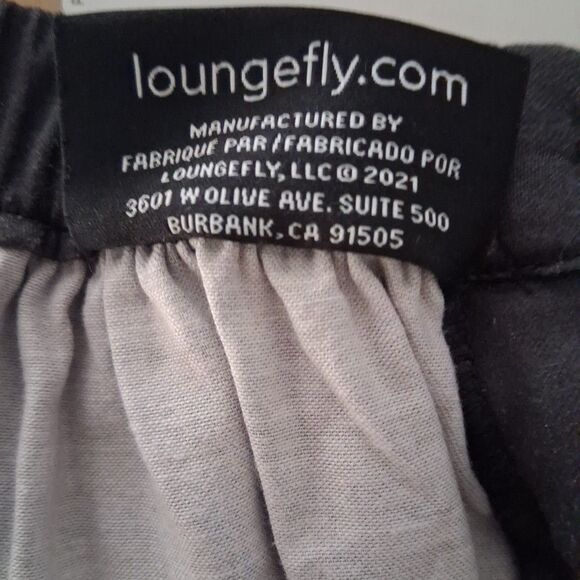 loungefly.com
MANUFACTURED BY
FABRIQUÉ PAR/FABRICADO POR
LOUNGEFLY, LLC © 2021
3601 W OLIVE AVE. SUITE 500
BURBANK, CA 91505